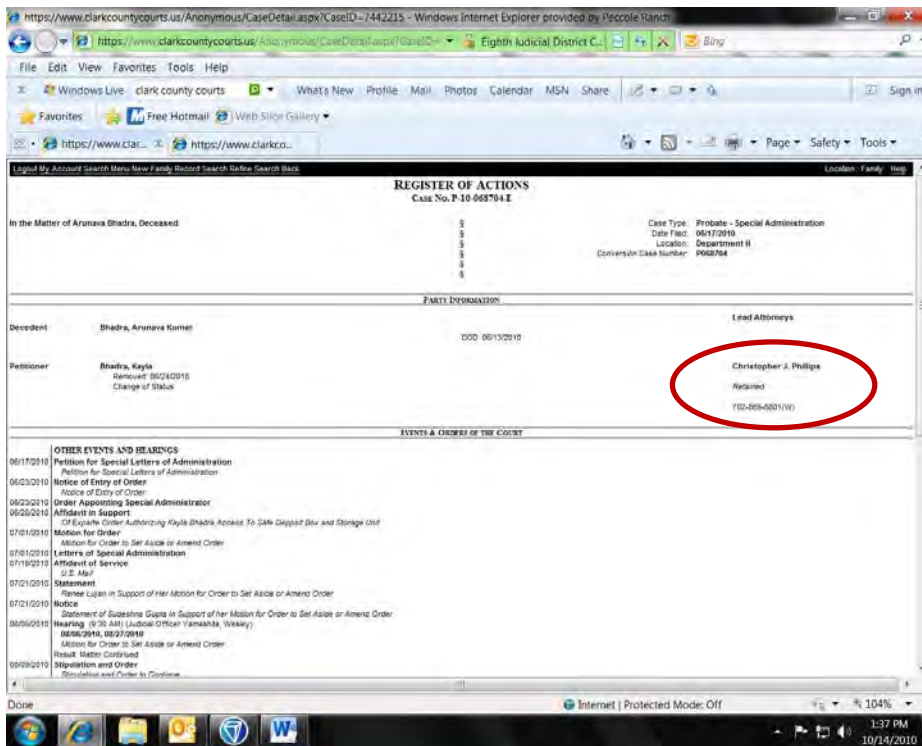 https://www.clarkcountycourts.us/Anonymous/CaseDetail.aspx?CaseID=7442215 - Windows Internet Explorer provided by Peccole Ranch
https://www.clarkcountycourts.us/Anonymous/CaseDetail.aspx?CaseID= Eighth Judicial District C... Bing
File Edit View Favorites Tools Help
x Windows Live clark county courts What's New Profile Mail Photos Calendar MSN Share Sign in
Favorites Free Hotmail Web Slice Gallery
https://www.clar... x https://www.clarkco... Page Safety Tools
Logout My Account Search Menu New Family Record Search Refine Search Back Location : Family Help
REGISTER OF ACTIONS
CASE NO. P-10-068704-E
In the Matter of Arunava Bhadra, Deceased § Case Type: Probate - Special Administration
§ Date Filed: 06/17/2010
§ Location: Department II
§ Conversion Case Number: P068704
§
§
PARTY INFORMATION
Lead Attorneys
Decedent Bhadra, Arunava Kumar DOD: 06/13/2010
Petitioner Bhadra, Kayla Christopher J. Phillips
Removed: 06/24/2010 Retained
Change of Status
702-869-8801(W)
EVENTS & ORDERS OF THE COURT
OTHER EVENTS AND HEARINGS
06/17/2010 Petition for Special Letters of Administration
Petition for Special Letters of Administration
06/23/2010 Notice of Entry of Order
Notice of Entry of Order
06/23/2010 Order Appointing Special Administrator
06/28/2010 Affidavit in Support
Of Exparte Order Authorizing Kayla Bhadra Access To Safe Deposit Box and Storage Unit
07/01/2010 Motion for Order
Motion for Order to Set Aside or Amend Order
07/01/2010 Letters of Special Administration
07/19/2010 Affidavit of Service
U.S. Mail
07/21/2010 Statement
Renee Lujan in Support of Her Motion for Order to Set Aside or Amend Order
07/21/2010 Notice
Statement of Sudeshna Gupta in Support of her Motion for Order to Set Aside or Amend Order
08/06/2010 Hearing (9:30 AM) (Judicial Officer Yamashita, Wesley)
08/06/2010, 08/27/2010
Motion for Order to Set Aside or Amend Order
Result: Matter Continued
08/09/2010 Stipulation and Order
Stipulation and Order to Continue
Done Internet | Protected Mode: Off 104%
1:37 PM
10/14/2010